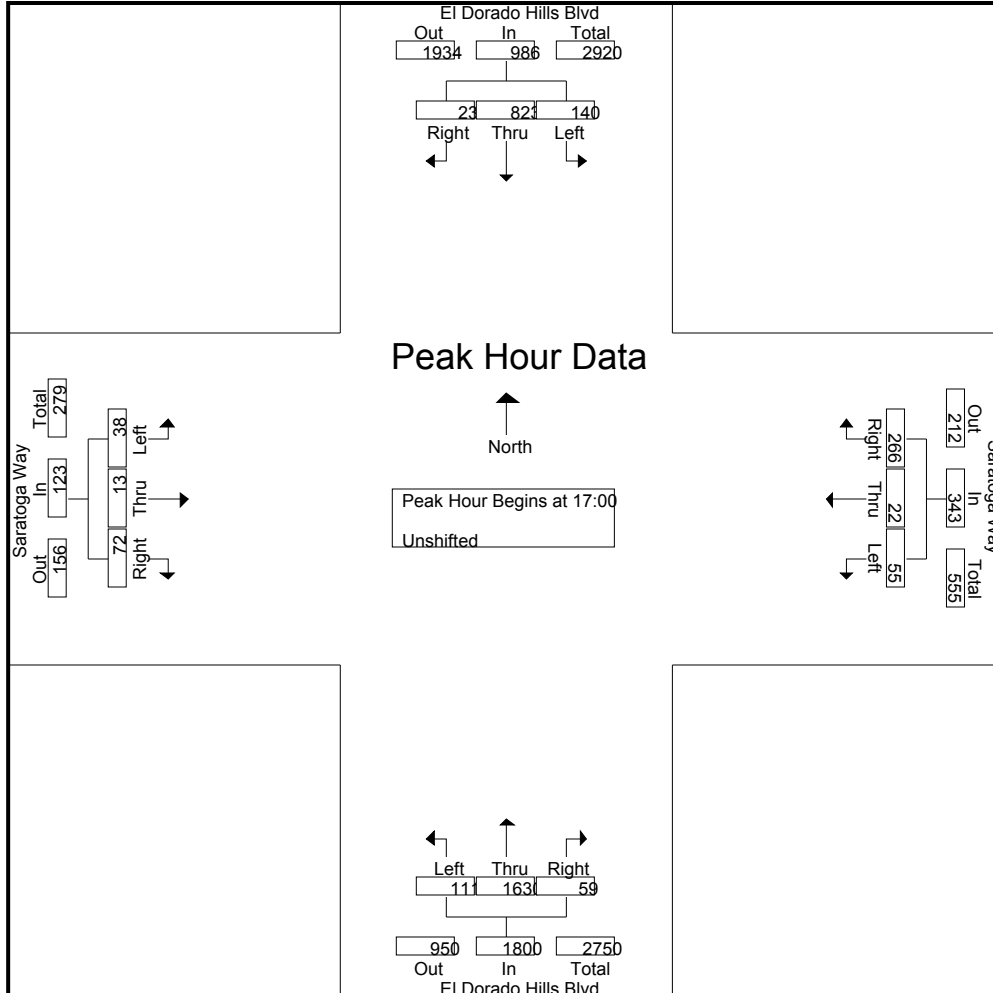 El Dorado Hills Blvd
Out In Total
1934 986 2920
23 823 140
Right Thru Left
Peak Hour Data
North
Peak Hour Begins at 17:00
Unshifted
Saratoga Way
Total In Out
279 123 156
38 13 72
Left Thru Right
Saratoga Way
Out In Total
212 343 555
266 22 55
Right Thru Left
Left Thru Right
111 1630 59
950 1800 2750
Out In Total
El Dorado Hills Blvd